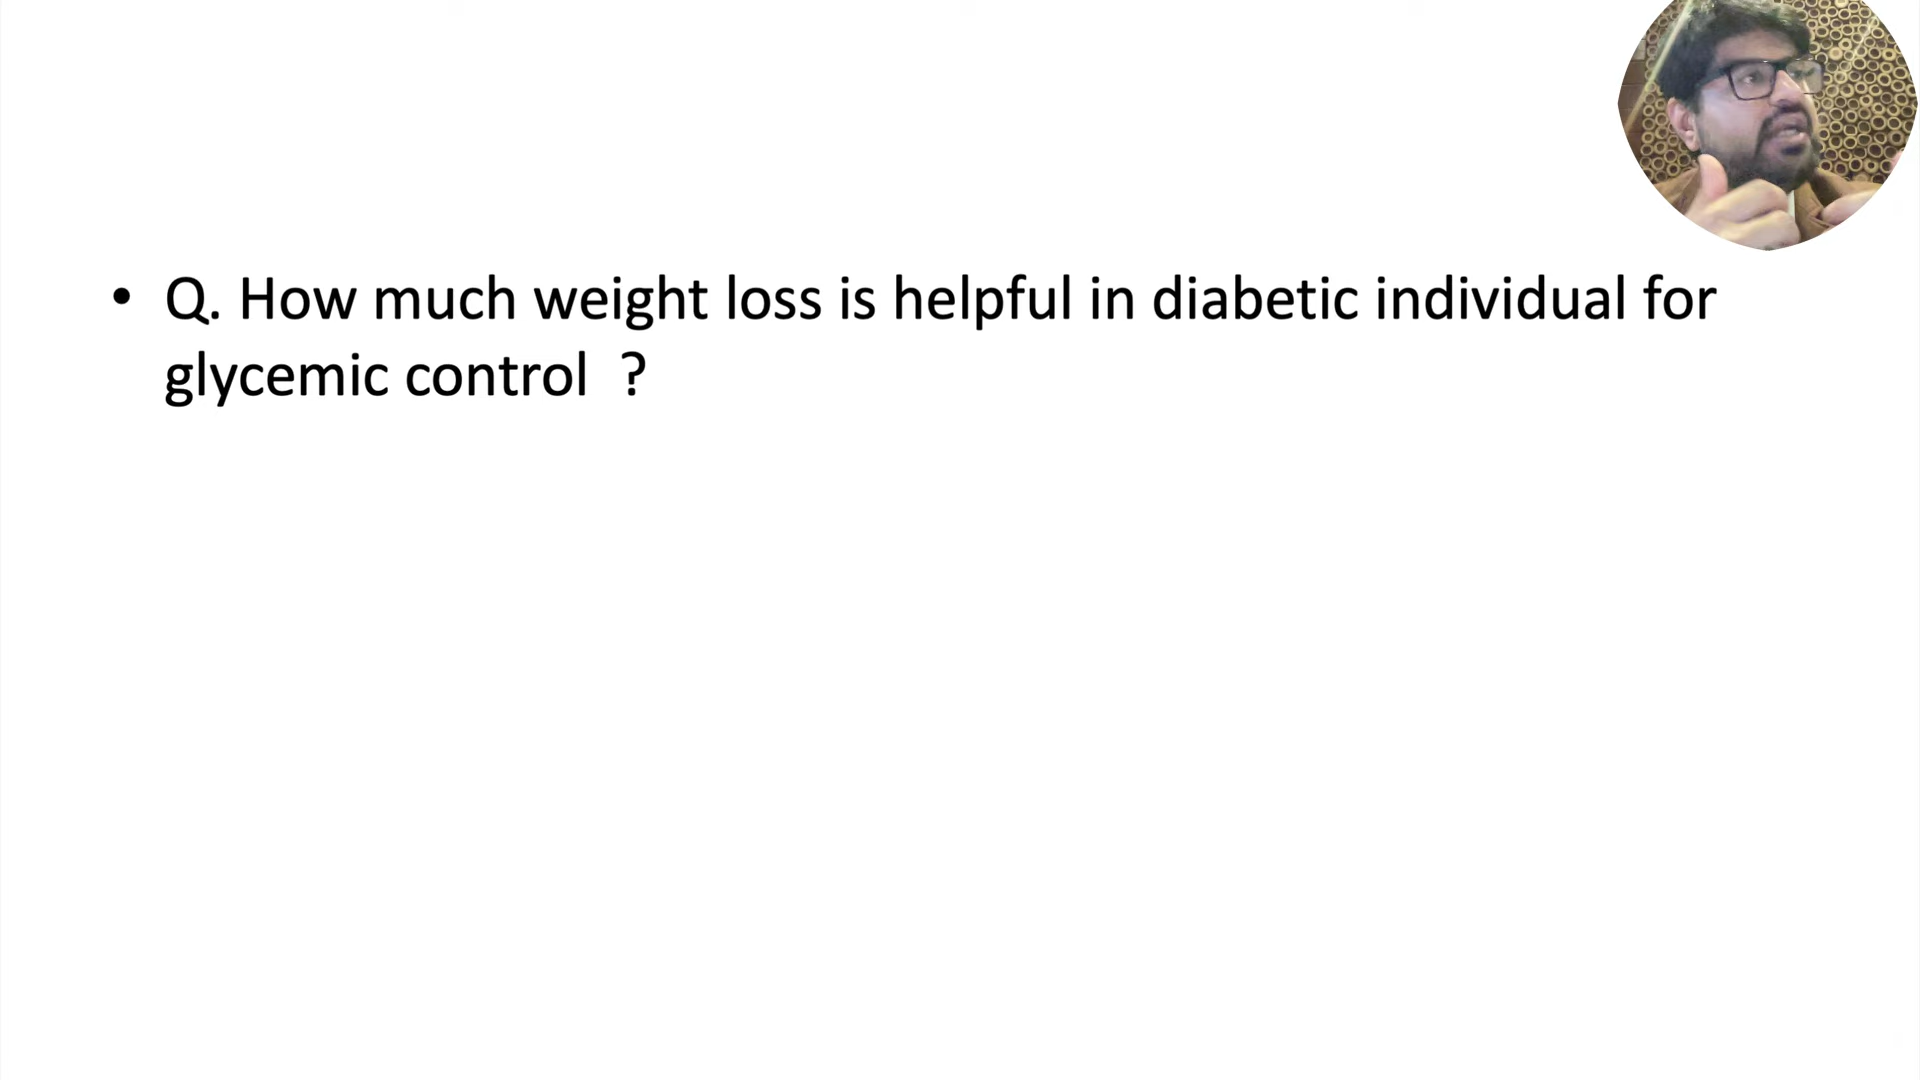 • Q. How much weight loss is helpful in diabetic individual for
glycemic control  ?